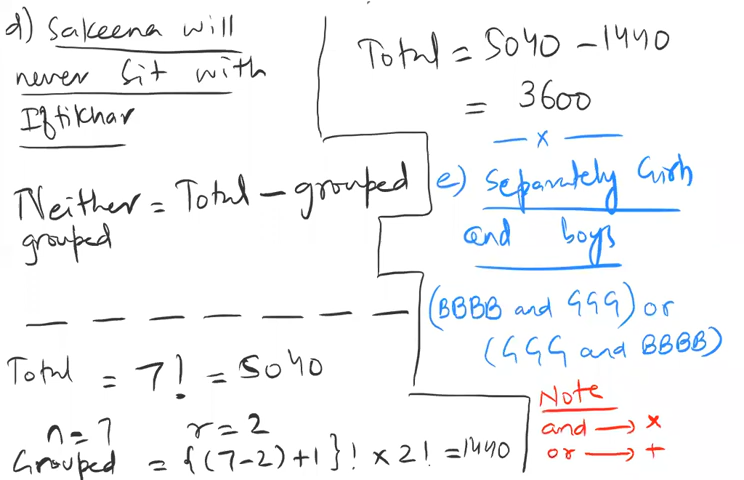 d) Sakeena will
never sit with
Iftikhar
Neither = Total - grouped
grouped
Total = 7! = 5040
n=7 r=2
Grouped = {(7-2)+1}! × 2! = 1440
Total = 5040 - 1440
= 3600
— x —
e) Separately Girls
and boys
(BBBB and GGG) or
(GGG and BBBB)
Note
and → ×
or → +